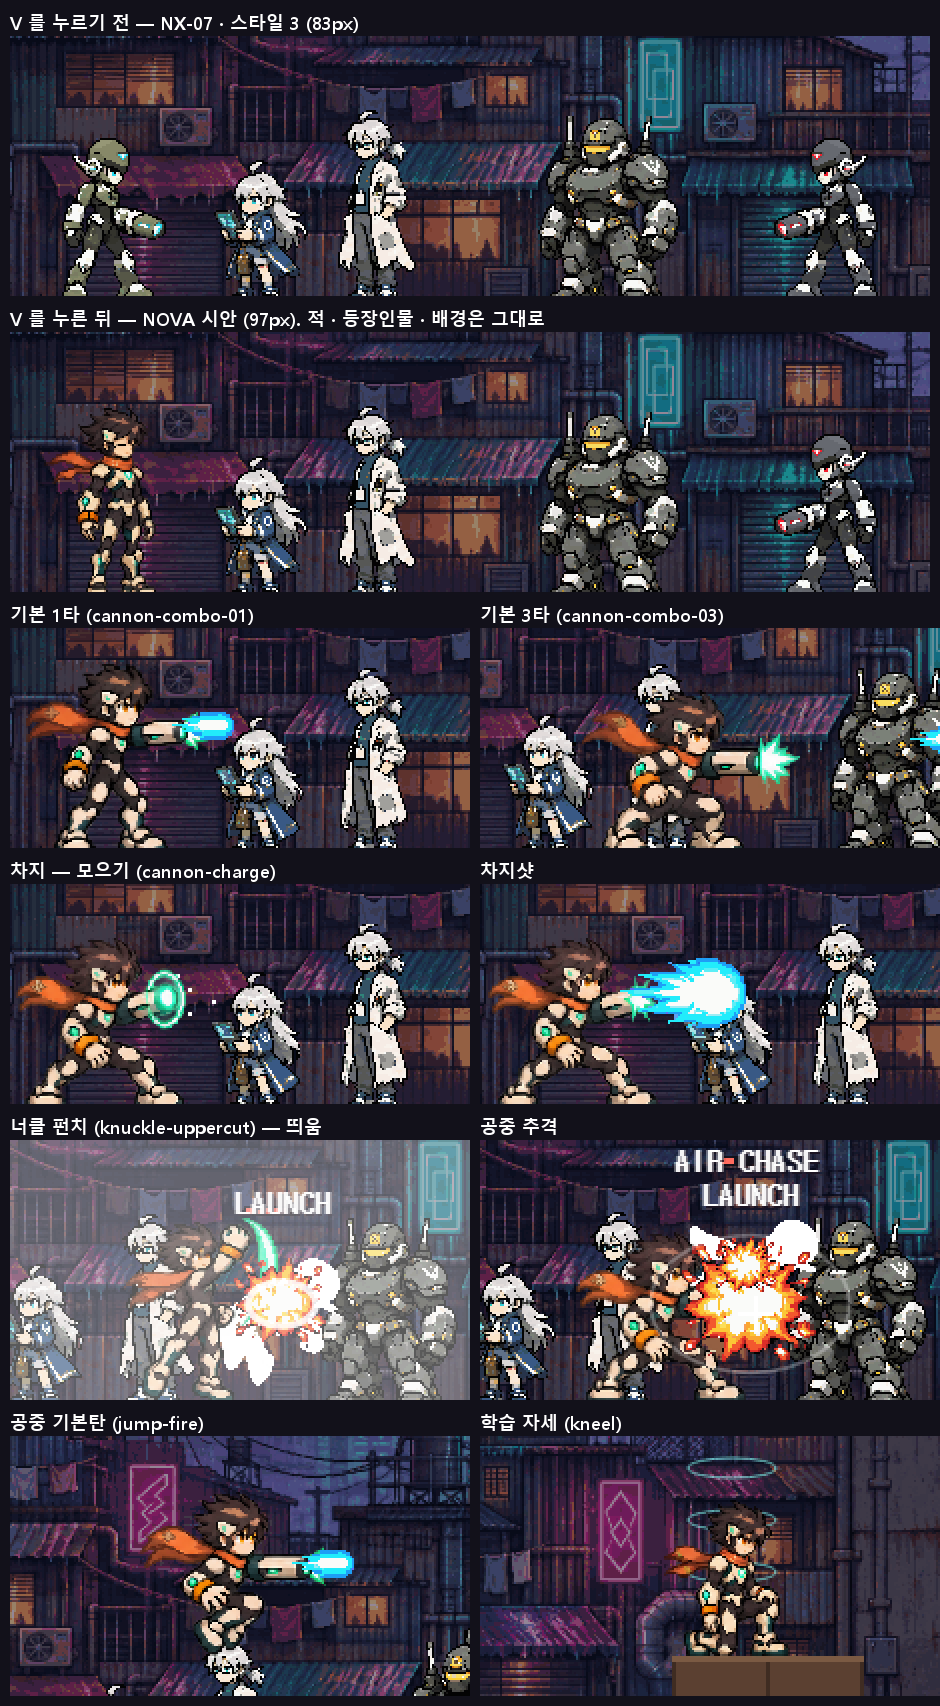 V 를 누르기 전 — NX-07 · 스타일 3 (83px)
V 를 누른 뒤 — NOVA 시안 (97px). 적 · 등장인물 · 배경은 그대로
기본 1타 (cannon-combo-01)
기본 3타 (cannon-combo-03)
차지 — 모으기 (cannon-charge)
차지샷
너클 펀치 (knuckle-uppercut) — 띄움
공중 추격
LAUNCH
AIR-CHASE
LAUNCH
공중 기본탄 (jump-fire)
학습 자세 (kneel)